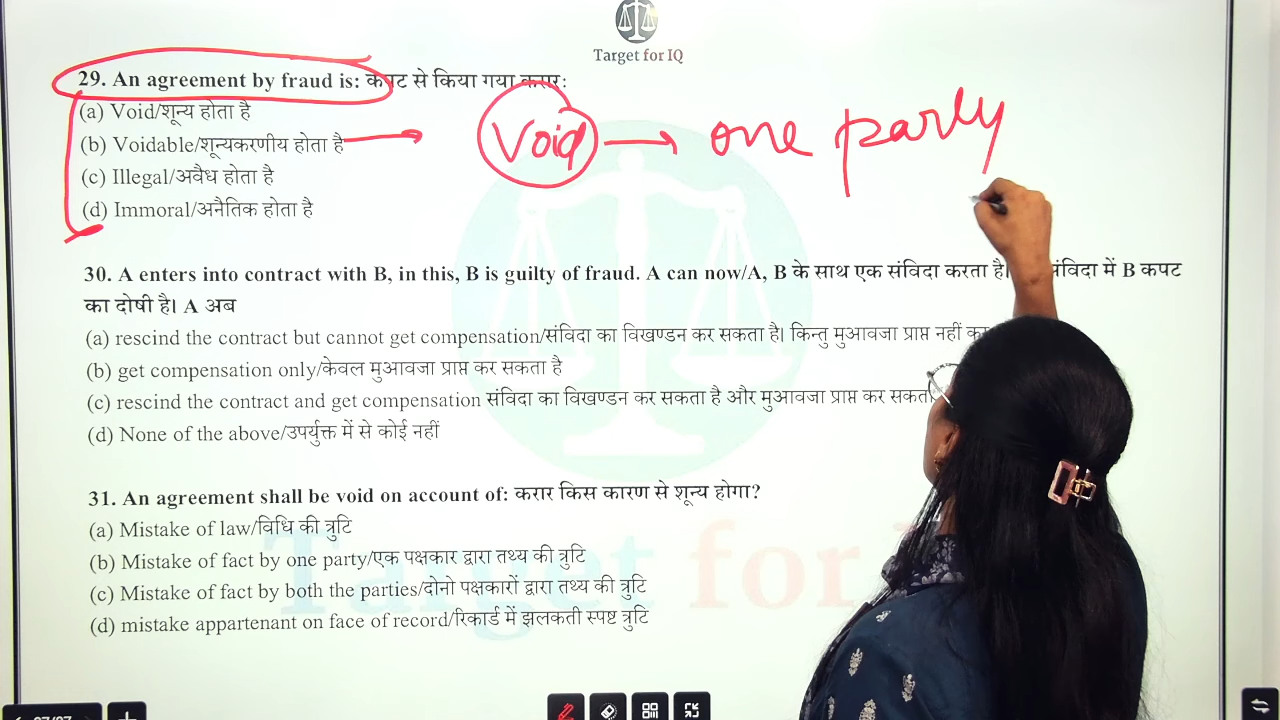 Target for IQ
29. An agreement by fraud is: कपट से किया गया करार:
(a) Void/शून्य होता है
(b) Voidable/शून्यकरणीय होता है
Void → one party
(c) Illegal/अवैध होता है
(d) Immoral/अनैतिक होता है
30. A enters into contract with B, in this, B is guilty of fraud. A can now/A, B के साथ एक संविदा करता है। संविदा में B कपट
का दोषी है। A अब
(a) rescind the contract but cannot get compensation/संविदा का विखण्डन कर सकता है। किन्तु मुआवजा प्राप्त नहीं
(b) get compensation only/केवल मुआवजा प्राप्त कर सकता है
(c) rescind the contract and get compensation संविदा का विखण्डन कर सकता है और मुआवजा प्राप्त कर
(d) None of the above/उपर्युक्त में से कोई नहीं
31. An agreement shall be void on account of: करार किस कारण से शून्य होगा?
(a) Mistake of law/विधि की त्रुटि
(b) Mistake of fact by one party/एक पक्षकार द्वारा तथ्य की त्रुटि
(c) Mistake of fact by both the parties/दोनो पक्षकारों द्वारा तथ्य की त्रुटि
(d) mistake appartenant on face of record/रिकार्ड में झलकती स्पष्ट त्रुटि
Target for